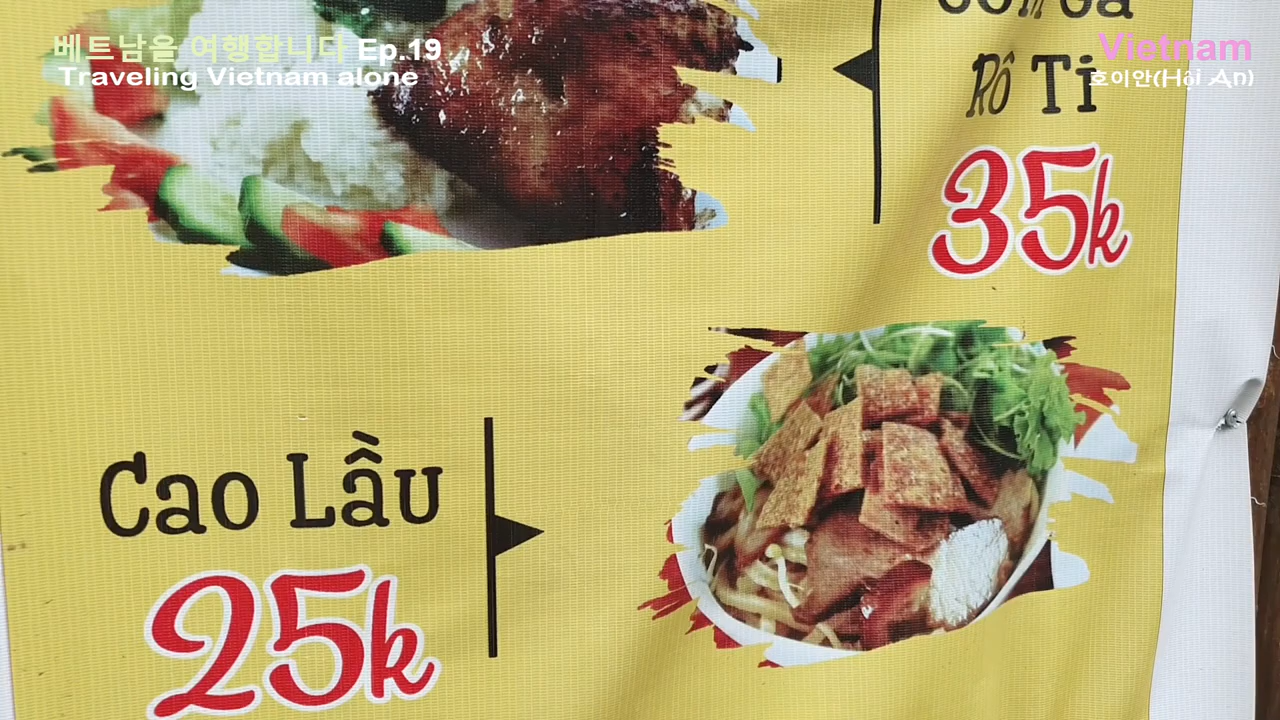 베트남을 여행합니다 Ep.19
Traveling Vietnam alone
Vietnam
호이안(Hội An)
Rô Ti
35k
Cao Lầu
25k